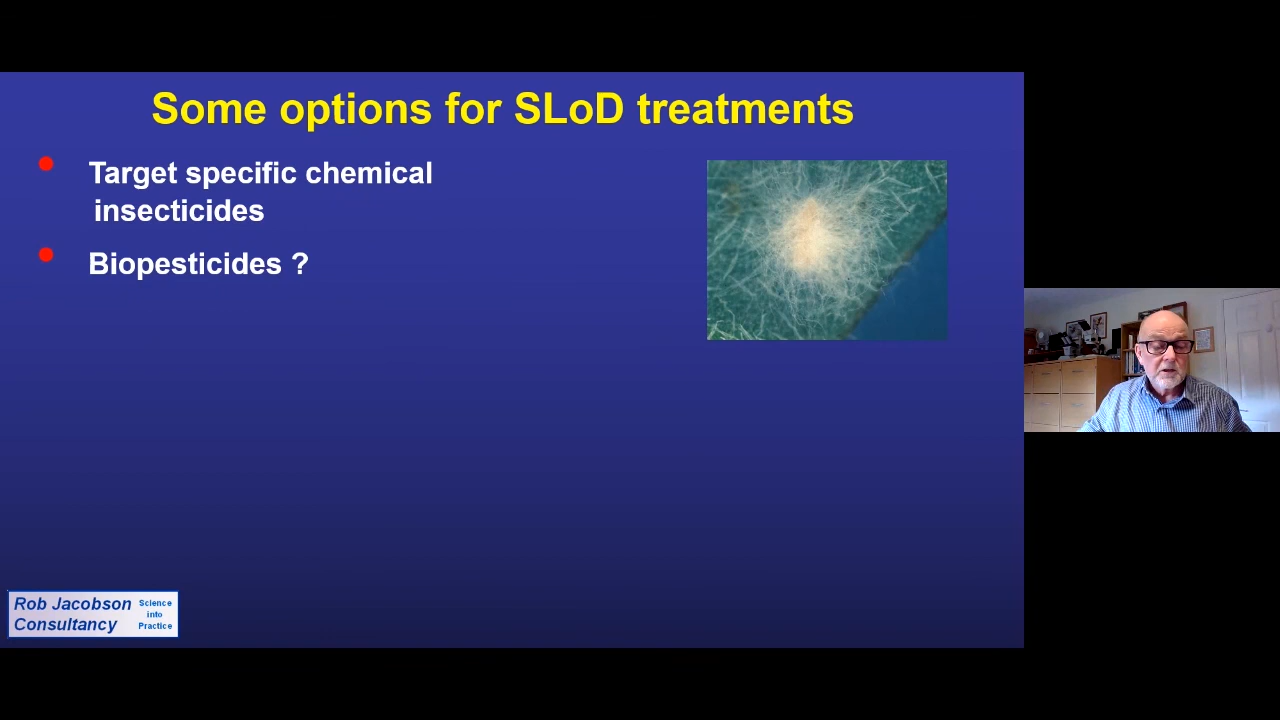 Some options for SLoD treatments
Target specific chemical
insecticides
Biopesticides ?
Rob Jacobson
Consultancy
Science
into
Practice